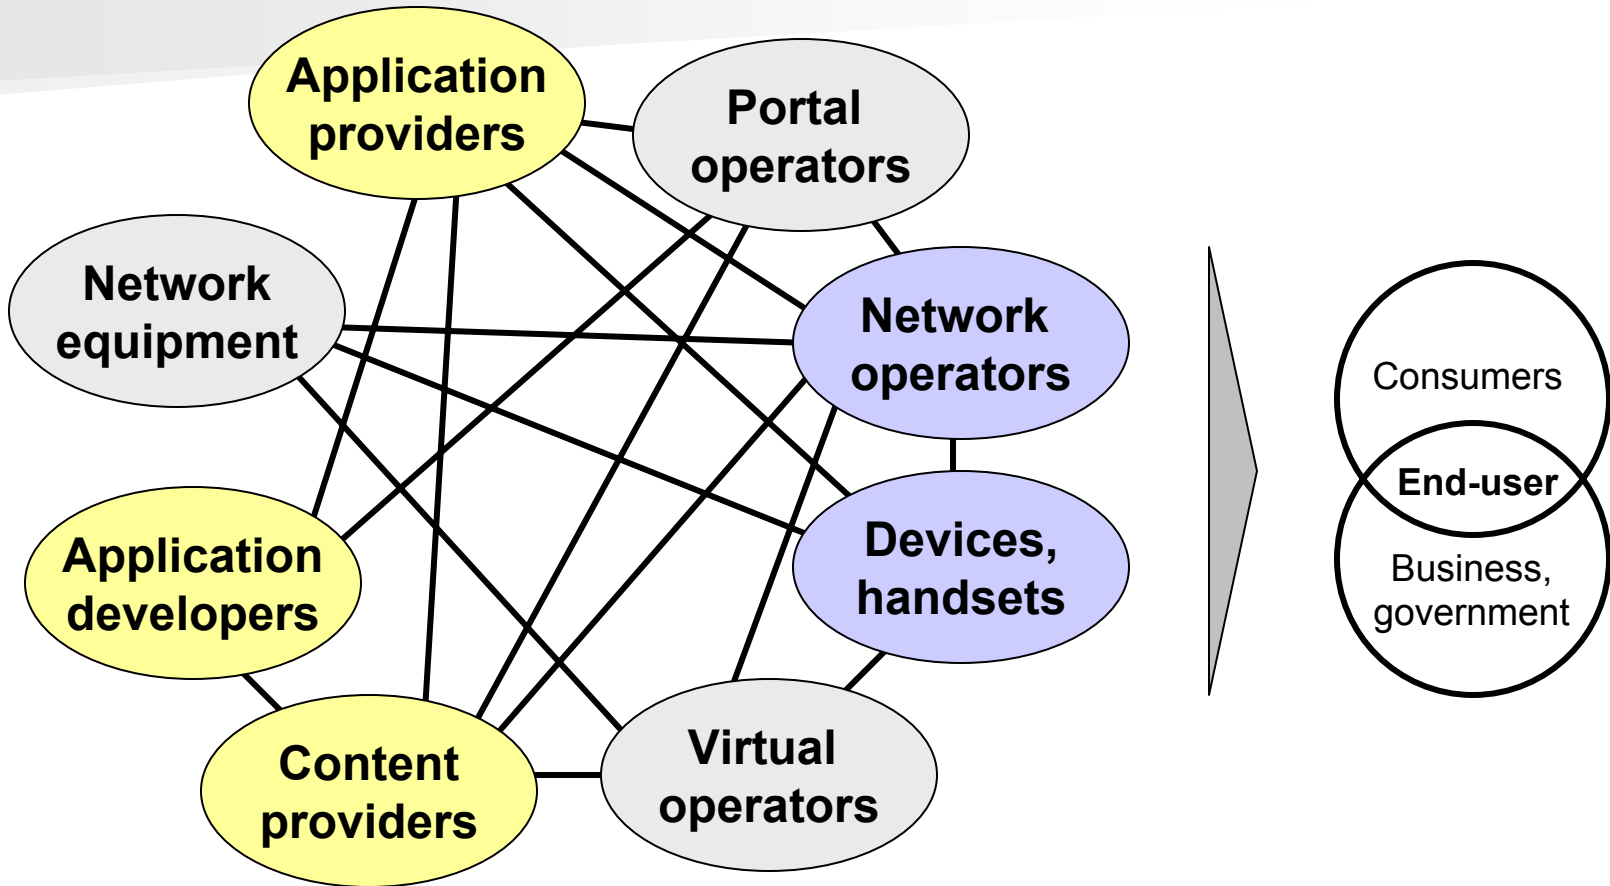 Application
providers
Portal
operators
Network
equipment
Network
operators
Application
developers
Devices,
handsets
Content
providers
Virtual
operators
Consumers
End-user
Business,
government